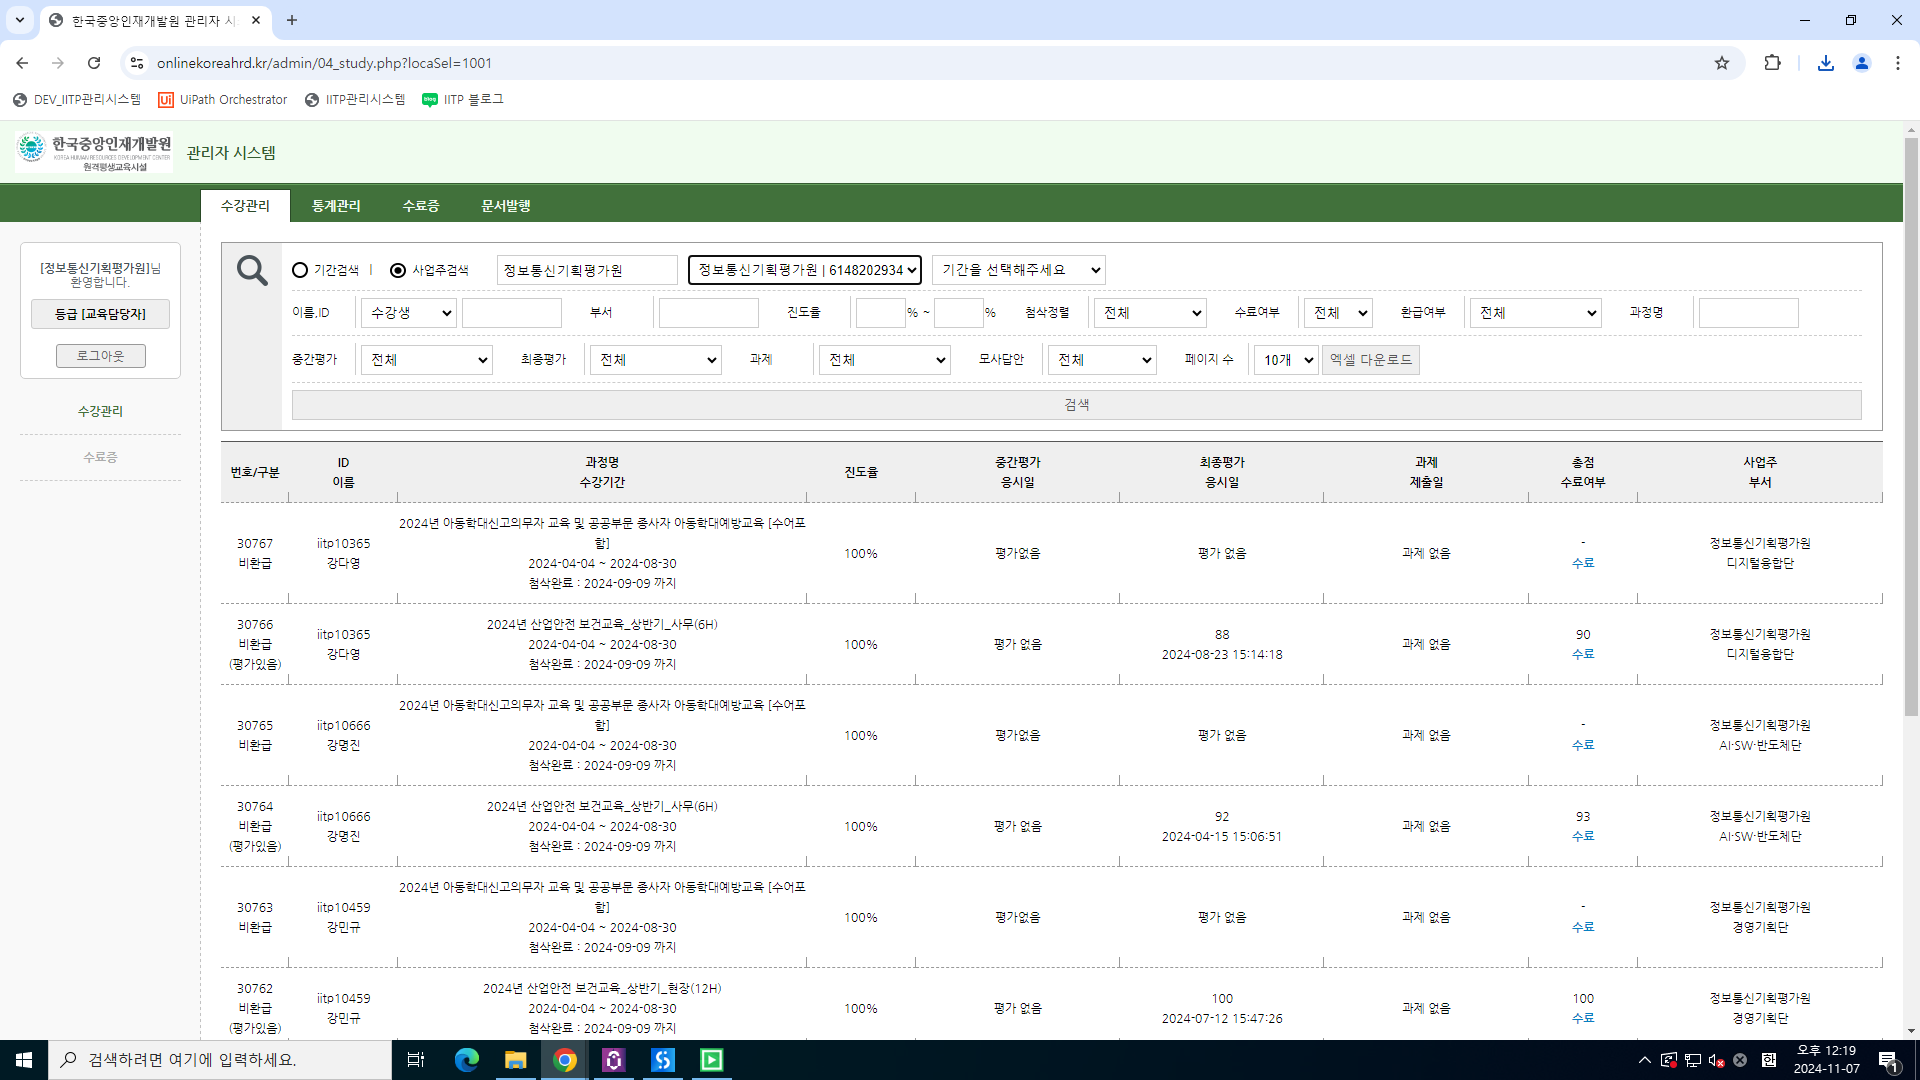 한국중앙인재개발원 관리자 시
onlinekoreahrd.kr/admin/04_study.php?locaSel=1001
DEV_IITP관리시스템 UiPath Orchestrator IITP관리시스템 IITP 블로그
한국중앙인재개발원
KOREA HUMAN RESOURCES DEVELOPMENT CENTER
원격평생교육시설
관리자 시스템
수강관리 통계관리 수료증 문서발행
[정보통신기획평가원]님
환영합니다.
등급 [교육담당자]
로그아웃
수강관리
수료증
기간검색 | 사업주검색 정보통신기획평가원 정보통신기획평가원 | 6148202934 기간을 선택해주세요
이름,ID 수강생 부서 진도율 % ~ % 첨삭정렬 전체 수료여부 전체 환급여부 전체 과정명
중간평가 전체 최종평가 전체 과제 전체 모사답안 전체 페이지 수 10개 엑셀 다운로드
검색
번호/구분 ID 이름 과정명 수강기간 진도율 중간평가 응시일 최종평가 응시일 과제 제출일 총점 수료여부 사업주 부서
2024년 아동학대신고의무자 교육 및 공공부문 종사자 아동학대예방교육 [수어포
30767 iitp10365 함] 100% 평가없음 평가 없음 과제 없음 - 정보통신기획평가원
비환급 강다영 2024-04-04 ~ 2024-08-30 수료 디지털융합단
첨삭완료 : 2024-09-09 까지
30766 2024년 산업안전 보건교육_상반기_사무(6H)
비환급 iitp10365 강다영 2024-04-04 ~ 2024-08-30 100% 평가 없음 88 2024-08-23 15:14:18 과제 없음 90 수료 정보통신기획평가원 디지털융합단
(평가있음) 첨삭완료 : 2024-09-09 까지
2024년 아동학대신고의무자 교육 및 공공부문 종사자 아동학대예방교육 [수어포
30765 iitp10666 함] 100% 평가없음 평가 없음 과제 없음 - 정보통신기획평가원
비환급 강명진 2024-04-04 ~ 2024-08-30 수료 AI·SW·반도체단
첨삭완료 : 2024-09-09 까지
30764 2024년 산업안전 보건교육_상반기_사무(6H)
비환급 iitp10666 강명진 2024-04-04 ~ 2024-08-30 100% 평가 없음 92 2024-04-15 15:06:51 과제 없음 93 수료 정보통신기획평가원 AI·SW·반도체단
(평가있음) 첨삭완료 : 2024-09-09 까지
2024년 아동학대신고의무자 교육 및 공공부문 종사자 아동학대예방교육 [수어포
30763 iitp10459 함] 100% 평가없음 평가 없음 과제 없음 - 정보통신기획평가원
비환급 강민규 2024-04-04 ~ 2024-08-30 수료 경영기획단
첨삭완료 : 2024-09-09 까지
30762 2024년 산업안전 보건교육_상반기_현장(12H)
비환급 iitp10459 강민규 2024-04-04 ~ 2024-08-30 100% 평가 없음 100 2024-07-12 15:47:26 과제 없음 100 수료 정보통신기획평가원 경영기획단
(평가있음) 첨삭완료 : 2024-09-09 까지
검색하려면 여기에 입력하세요.
한
오후 12:19
2024-11-07
1